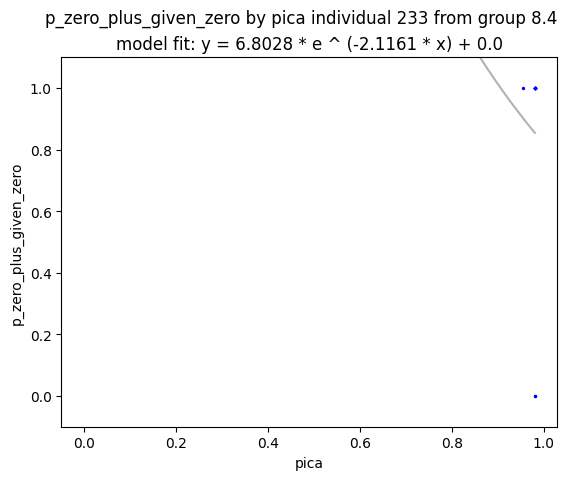 p_zero_plus_given_zero by pica individual 233 from group 8.4
model fit: y = 6.8028 * e ^ (-2.1161 * x) + 0.0
1.0
0.8
0.6
0.4
0.2
0.0
p_zero_plus_given_zero
0.0 0.2 0.4 0.6 0.8 1.0
pica